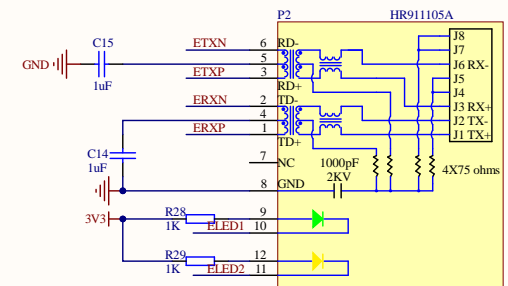 P2 HR911105A
C15 ETXN 6 RD- J8
J7
GND 5 J6 RX-
1uF ETXP 3 J5
RD+ J4
ERXN 2 TD- J3 RX+
4 J2 TX-
C14 ERXP 1 J1 TX+
TD+
1uF 7 NC 1000pF 4X75 ohms
2KV
8 GND
3V3 R28 9
1K ELED1 10
R29 12
1K ELED2 11